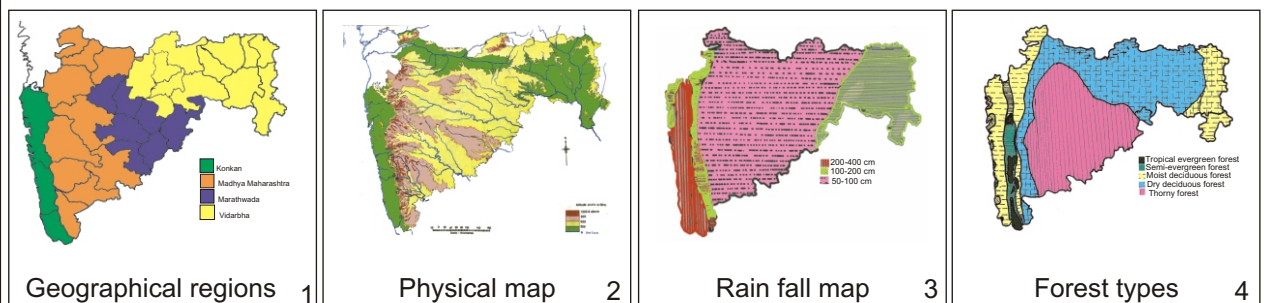 Konkan
Madhya Maharashtra
Marathwada
Vidarbha
Geographical regions 1
Physical map 2
200-400 cm
100-200 cm
50-100 cm
Rain fall map 3
Tropical evergreen forest
Semi-evergreen forest
Moist deciduous forest
Dry deciduous forest
Thorny forest
Forest types 4